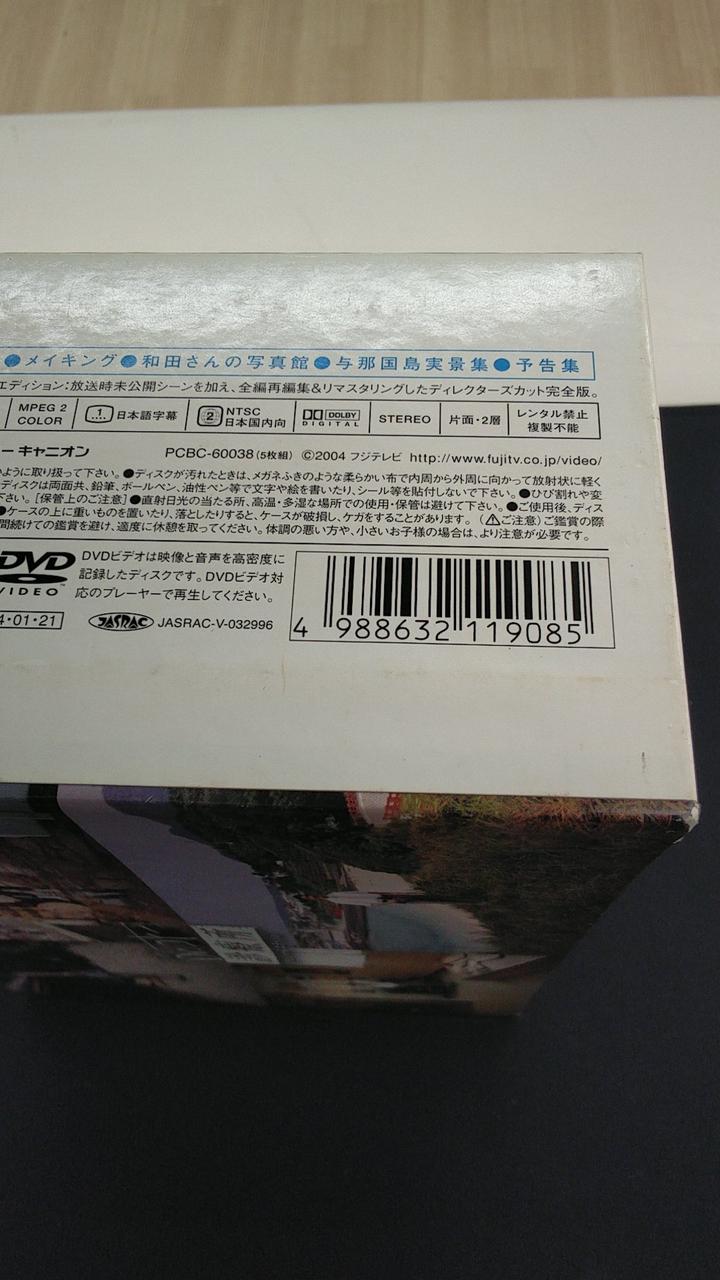 ●メイキング●和田さんの写真館●与那国島実景集●予告集
エディション:放送時未公開シーンを加え、全編再編集&リマスタリングしたディレクターズカット完全版。
MPEG 2 COLOR 1 日本語字幕 2 NTSC 日本国内向 DOLBY DIGITAL STEREO 片面・2層 レンタル禁止 複製不能
ーキャニオン PCBC-60038(5枚組) ©2004 フジテレビ http://www.fujitv.co.jp/video/
ように取り扱って下さい。●ディスクが汚れたときは、メガネふきのような柔らかい布で内周から外周に向かって放射状に軽く
ディスクは両面共、鉛筆、ボールペン、油性ペン等で文字や絵を書いたり、シール等を貼付しないで下さい。●ひび割れや変
下さい。[保管上のご注意]●直射日光の当たる所、高温・多湿な場所での使用・保管は避けて下さい。●ご使用後、ディス
●ケースの上に重いものを置いたり、落としたりすると、ケースが破損し、ケガをすることがあります。(⚠ご注意)ご鑑賞の際
間続けての鑑賞を避け、適度に休憩を取ってください。体調の悪い方や、小さいお子様の場合は、より注意が必要です。
DVD VIDEO™
DVDビデオは映像と音声を高密度に
記録したディスクです。DVDビデオ対
応のプレーヤーで再生してください。
4・01・21 JASRAC JASRAC-V-032996
4 988632 119085